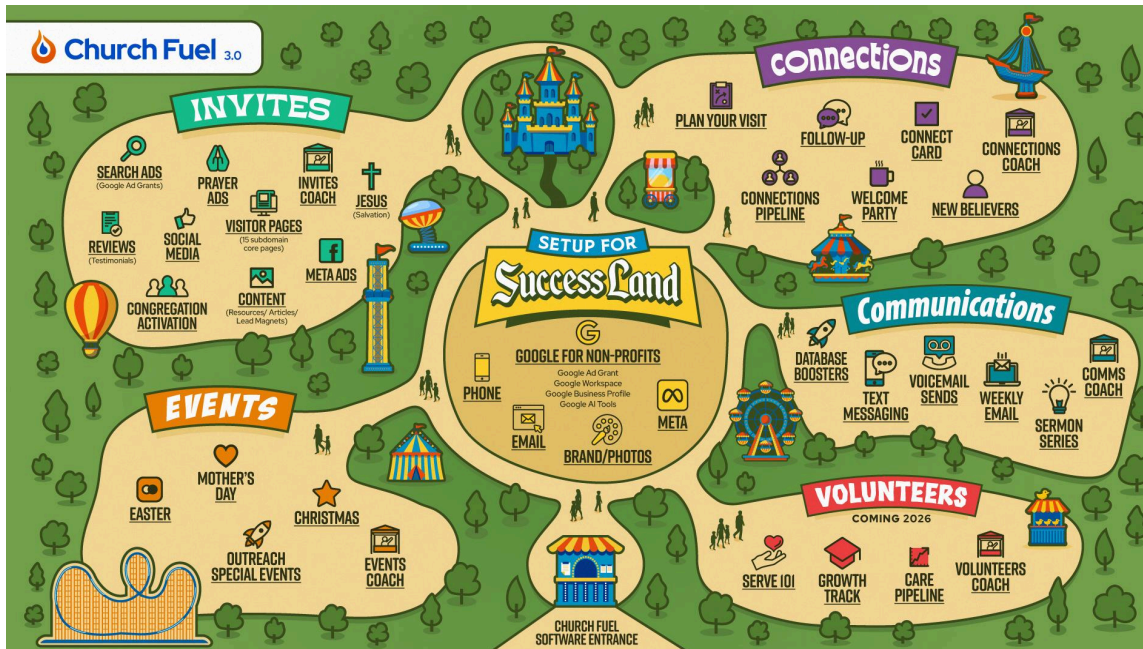 Church Fuel 3.0
INVITES
SEARCH ADS
(Google Ad Grants)
PRAYER
ADS
INVITES
COACH
JESUS
(Salvation)
REVIEWS
(Testimonials)
SOCIAL
MEDIA
VISITOR PAGES
(15 subdomain
core pages)
META ADS
CONGREGATION
ACTIVATION
CONTENT
(Resources/ Articles/
Lead Magnets)
CONNECTIONS
PLAN YOUR VISIT
FOLLOW-UP
CONNECT
CARD
CONNECTIONS
COACH
CONNECTIONS
PIPELINE
WELCOME
PARTY
NEW BELIEVERS
SETUP FOR
SuccessLand
GOOGLE FOR NON-PROFITS
Google Ad Grant
Google Workspace
Google Business Profile
Google AI Tools
PHONE
EMAIL
BRAND/PHOTOS
META
Communications
DATABASE
BOOSTERS
TEXT
MESSAGING
VOICEMAIL
SENDS
WEEKLY
EMAIL
SERMON
SERIES
COMMS
COACH
EVENTS
EASTER
MOTHER'S
DAY
CHRISTMAS
OUTREACH
SPECIAL EVENTS
EVENTS
COACH
VOLUNTEERS
COMING 2026
SERVE 101
GROWTH
TRACK
CARE
PIPELINE
VOLUNTEERS
COACH
CHURCH FUEL
SOFTWARE ENTRANCE